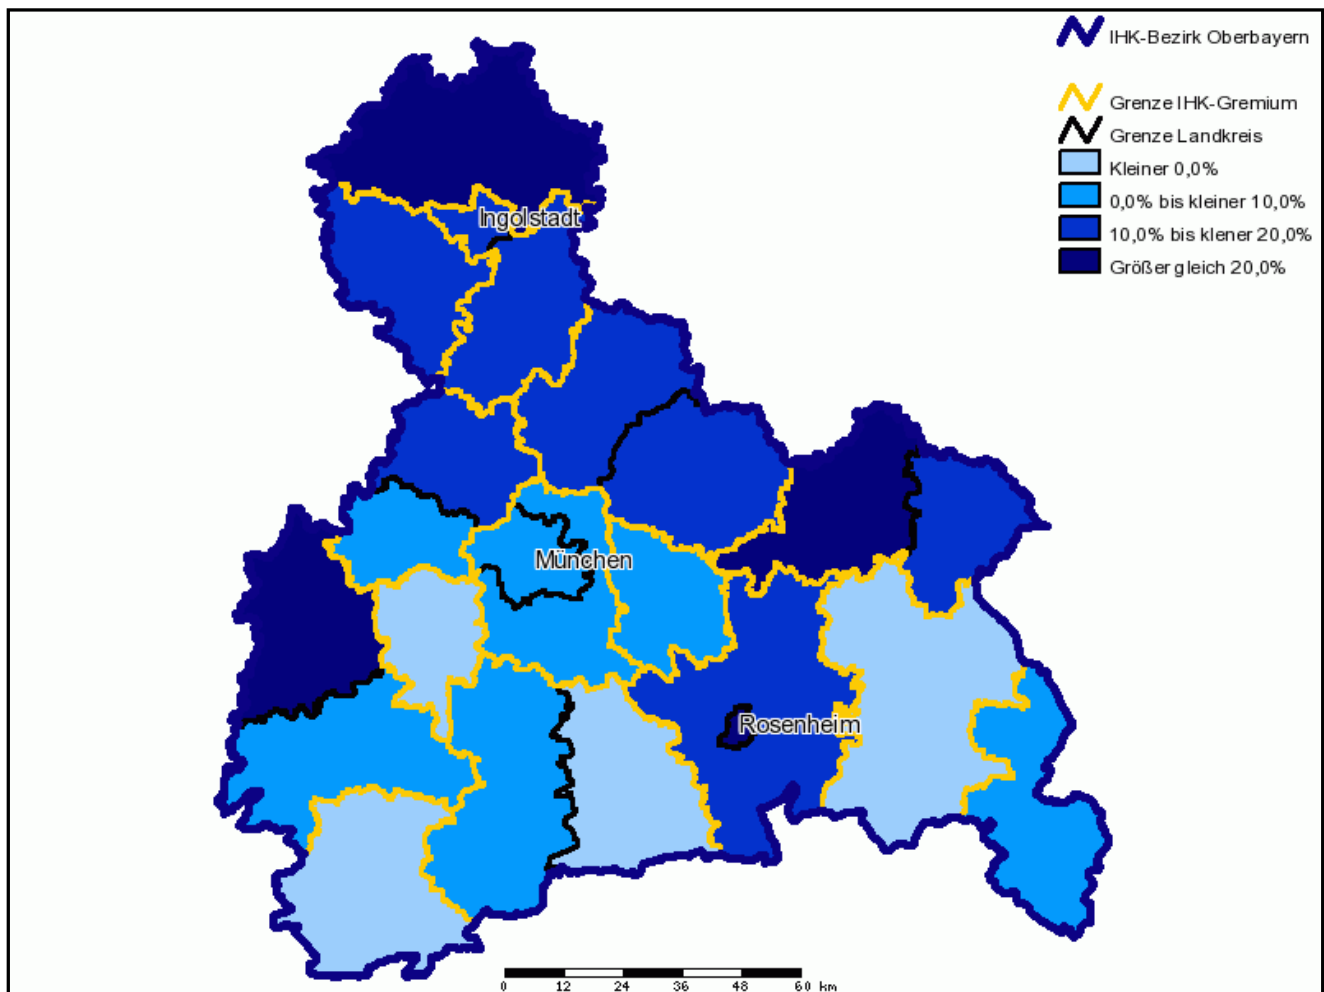 IHK-Bezirk Oberbayern
Grenze IHK-Gremium
Grenze Landkreis
Kleiner 0,0%
0,0% bis kleiner 10,0%
10,0% bis klener 20,0%
Größer gleich 20,0%
Ingolstadt
München
Rosenheim
0 12 24 36 48 60 km